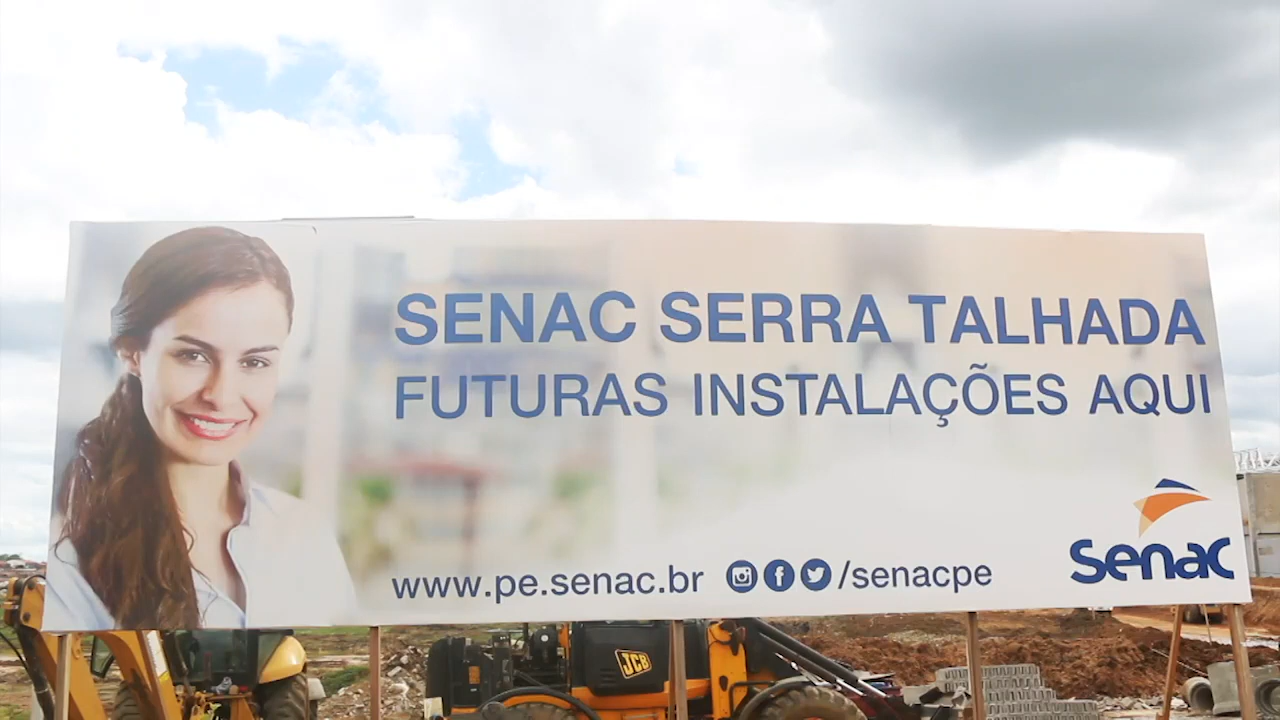 SENAC SERRA TALHADA
FUTURAS INSTALAÇÕES AQUI
www.pe.senac.br /senacpe
Senac
JCB